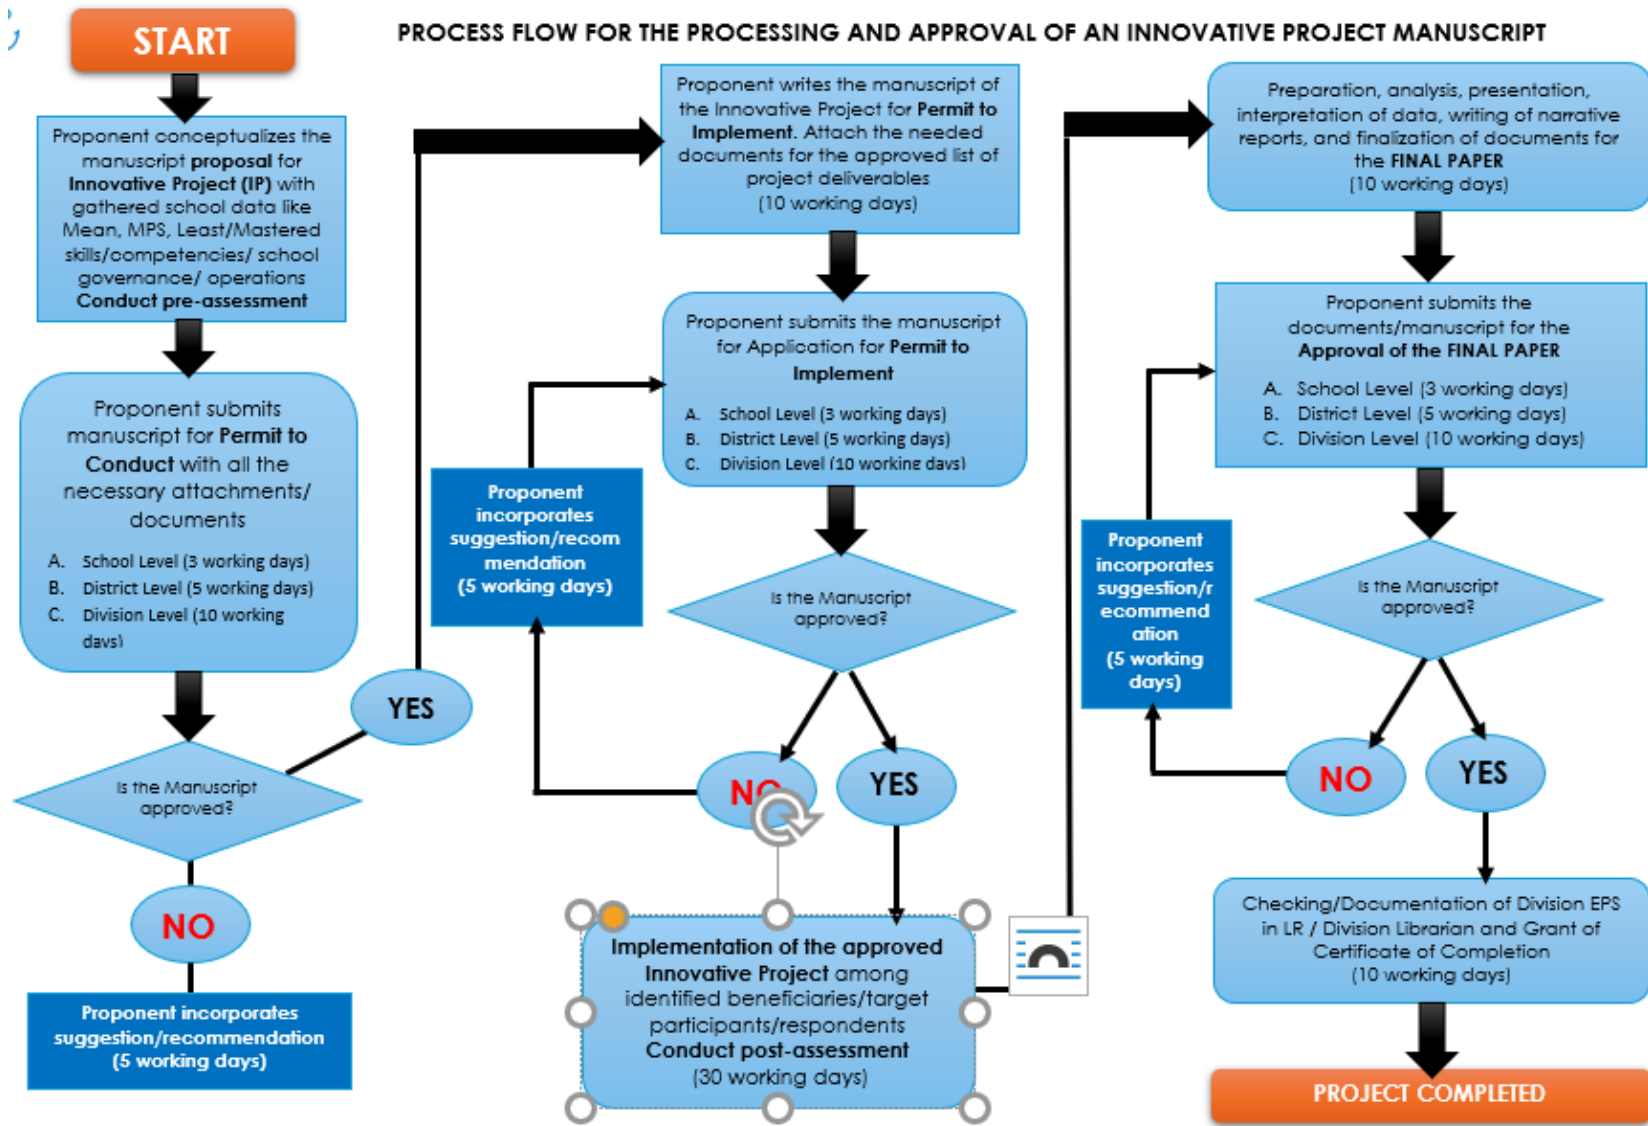 START
PROCESS FLOW FOR THE PROCESSING AND APPROVAL OF AN INNOVATIVE PROJECT MANUSCRIPT
Proponent conceptualizes the
manuscript proposal for
Innovative Project (IP) with
gathered school data like
Mean, MPS, Least/Mastered
skills/competencies/ school
governance/ operations
Conduct pre-assessment
Proponent submits
manuscript for Permit to
Conduct with all the
necessary attachments/
documents
A. School Level (3 working days)
B. District Level (5 working days)
C. Division Level (10 working
days)
Is the Manuscript
approved?
YES
NO
Proponent incorporates
suggestion/recommendation
(5 working days)
Proponent writes the manuscript of
the Innovative Project for Permit to
Implement. Attach the needed
documents for the approved list of
project deliverables
(10 working days)
Proponent submits the manuscript
for Application for Permit to
Implement
A. School Level (3 working days)
B. District Level (5 working days)
C. Division Level (10 working days)
Proponent
incorporates
suggestion/recom
mendation
(5 working days)
Is the Manuscript
approved?
NO
YES
Implementation of the approved
Innovative Project among
identified beneficiaries/target
participants/respondents
Conduct post-assessment
(30 working days)
Preparation, analysis, presentation,
interpretation of data, writing of narrative
reports, and finalization of documents for
the FINAL PAPER
(10 working days)
Proponent submits the
documents/manuscript for the
Approval of the FINAL PAPER
A. School Level (3 working days)
B. District Level (5 working days)
C. Division Level (10 working days)
Proponent
incorporates
suggestion/r
ecommend
ation
(5 working
days)
Is the Manuscript
approved?
NO
YES
Checking/Documentation of Division EPS
in LR / Division Librarian and Grant of
Certificate of Completion
(10 working days)
PROJECT COMPLETED